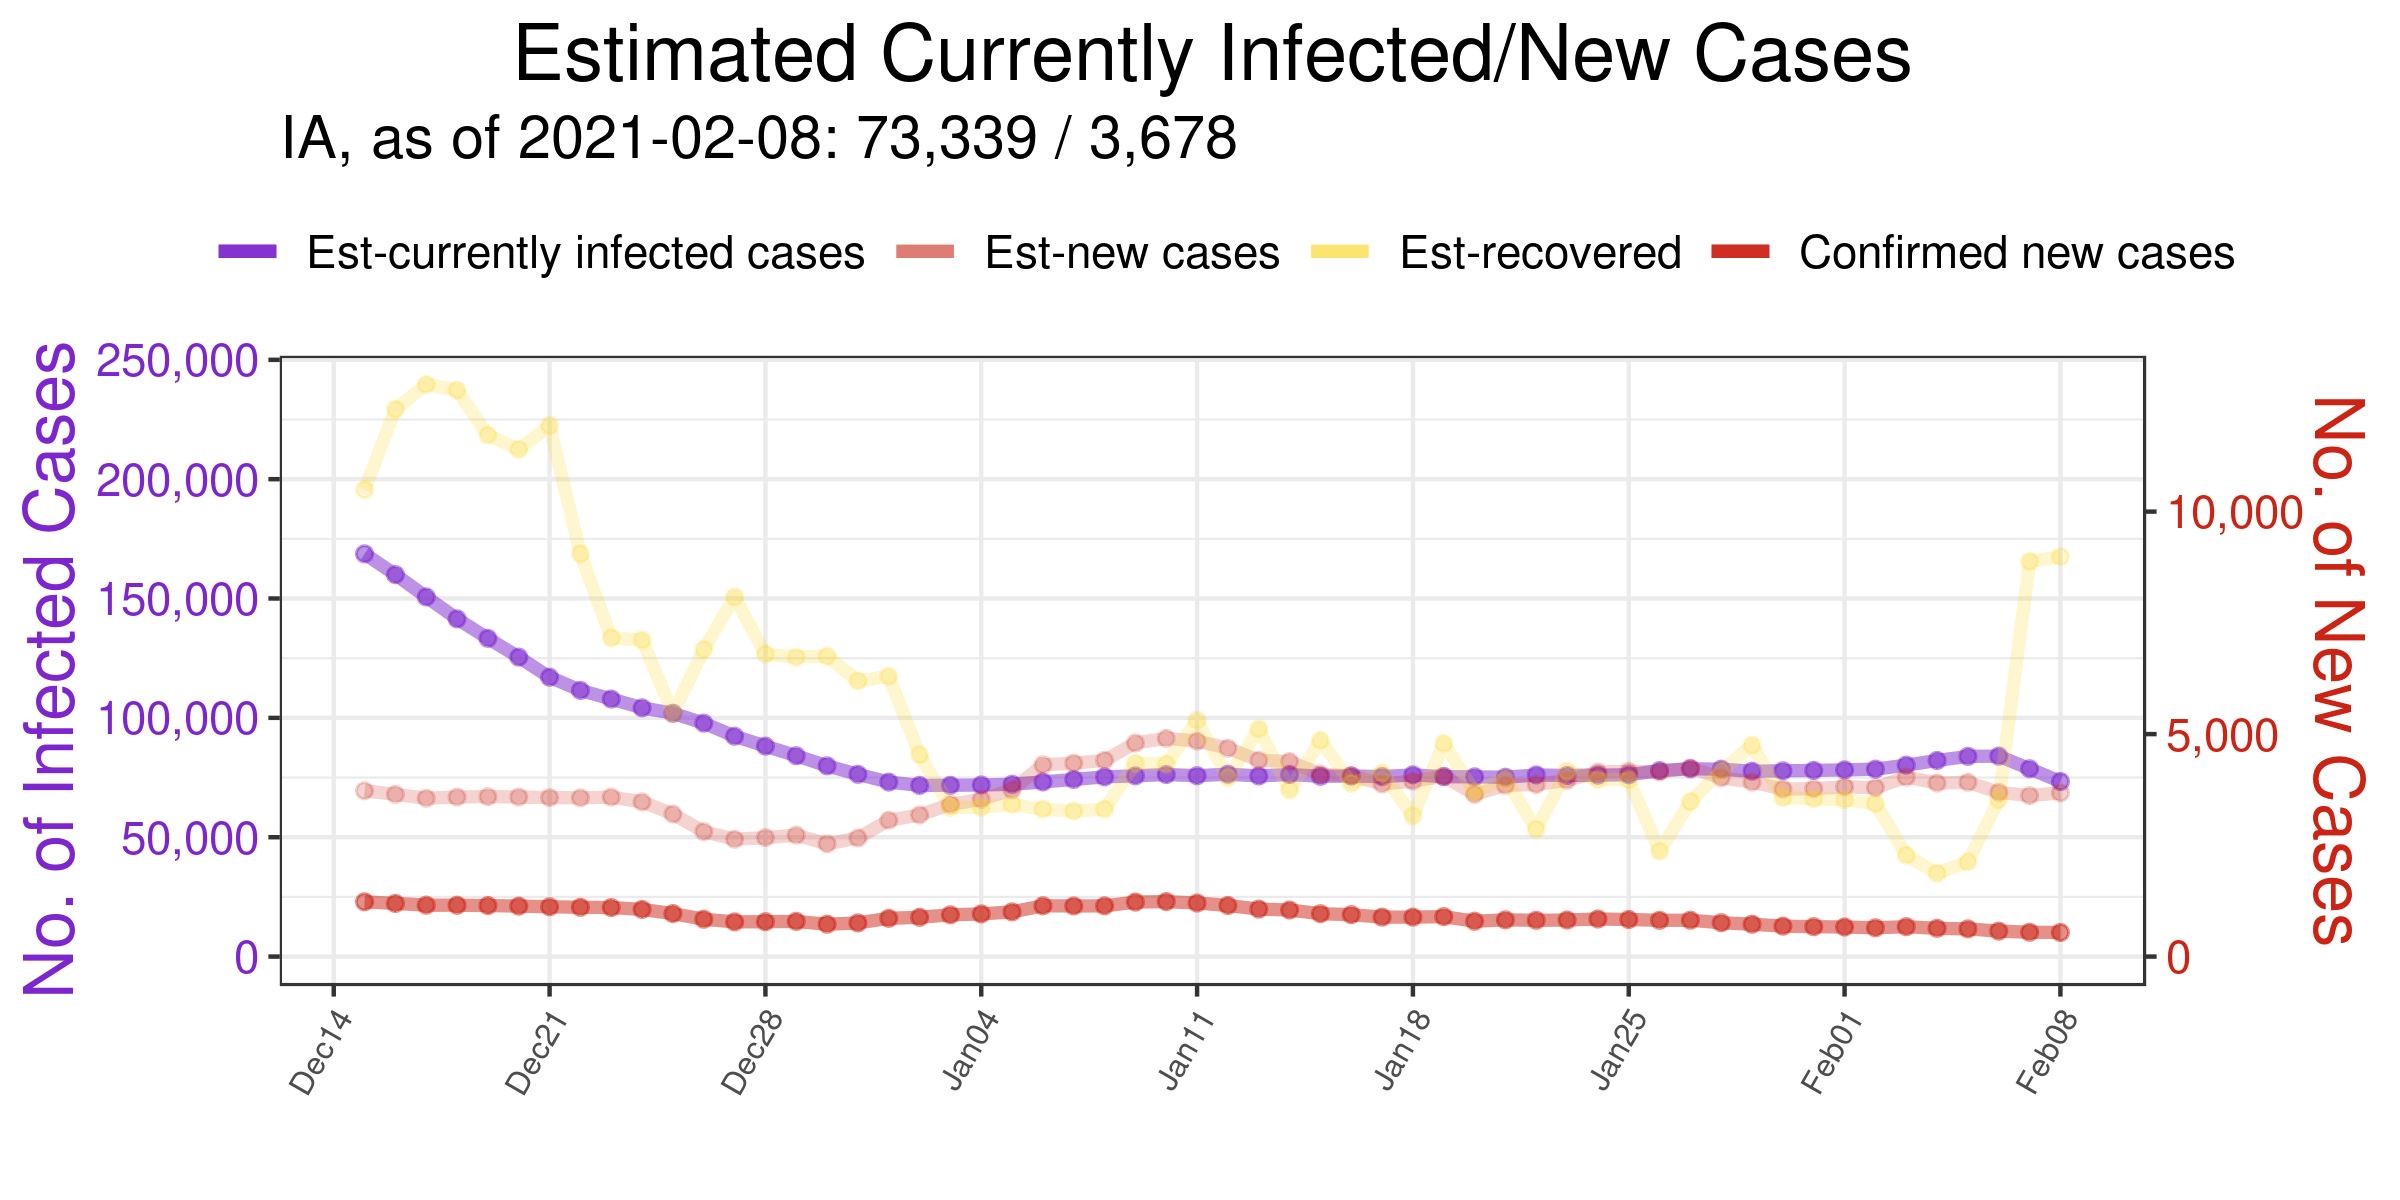 Estimated Currently Infected/New Cases
IA, as of 2021-02-08: 73,339 / 3,678
Est-currently infected cases
Est-new cases
Est-recovered
Confirmed new cases
No. of Infected Cases
250,000
200,000
150,000
100,000
50,000
0
10,000
5,000
0
No. of New Cases
Dec14
Dec21
Dec28
Jan04
Jan11
Jan18
Jan25
Feb01
Feb08